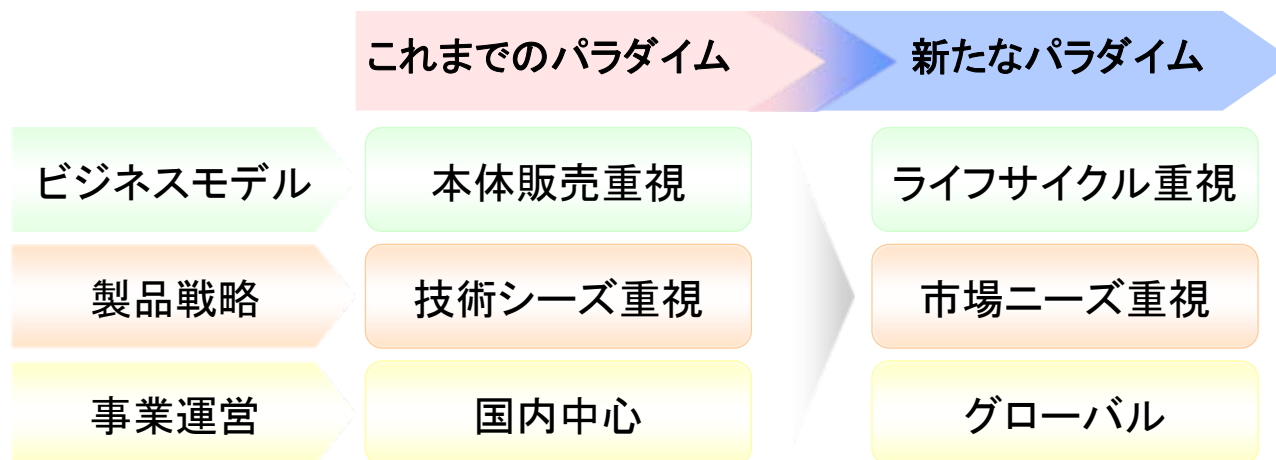 これまでのパラダイム 新たなパラダイム
ビジネスモデル 本体販売重視 ライフサイクル重視
製品戦略 技術シーズ重視 市場ニーズ重視
事業運営 国内中心 グローバル